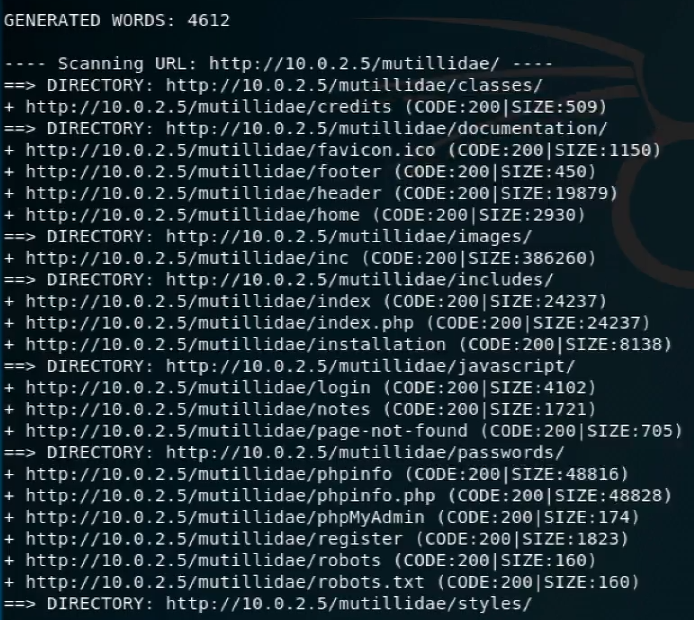 GENERATED WORDS: 4612
---- Scanning URL: http://10.0.2.5/mutillidae/ ----
==> DIRECTORY: http://10.0.2.5/mutillidae/classes/
+ http://10.0.2.5/mutillidae/credits (CODE:200|SIZE:509)
==> DIRECTORY: http://10.0.2.5/mutillidae/documentation/
+ http://10.0.2.5/mutillidae/favicon.ico (CODE:200|SIZE:1150)
+ http://10.0.2.5/mutillidae/footer (CODE:200|SIZE:450)
+ http://10.0.2.5/mutillidae/header (CODE:200|SIZE:19879)
+ http://10.0.2.5/mutillidae/home (CODE:200|SIZE:2930)
==> DIRECTORY: http://10.0.2.5/mutillidae/images/
+ http://10.0.2.5/mutillidae/inc (CODE:200|SIZE:386260)
==> DIRECTORY: http://10.0.2.5/mutillidae/includes/
+ http://10.0.2.5/mutillidae/index (CODE:200|SIZE:24237)
+ http://10.0.2.5/mutillidae/index.php (CODE:200|SIZE:24237)
+ http://10.0.2.5/mutillidae/installation (CODE:200|SIZE:8138)
==> DIRECTORY: http://10.0.2.5/mutillidae/javascript/
+ http://10.0.2.5/mutillidae/login (CODE:200|SIZE:4102)
+ http://10.0.2.5/mutillidae/notes (CODE:200|SIZE:1721)
+ http://10.0.2.5/mutillidae/page-not-found (CODE:200|SIZE:705)
==> DIRECTORY: http://10.0.2.5/mutillidae/passwords/
+ http://10.0.2.5/mutillidae/phpinfo (CODE:200|SIZE:48816)
+ http://10.0.2.5/mutillidae/phpinfo.php (CODE:200|SIZE:48828)
+ http://10.0.2.5/mutillidae/phpMyAdmin (CODE:200|SIZE:174)
+ http://10.0.2.5/mutillidae/register (CODE:200|SIZE:1823)
+ http://10.0.2.5/mutillidae/robots (CODE:200|SIZE:160)
+ http://10.0.2.5/mutillidae/robots.txt (CODE:200|SIZE:160)
==> DIRECTORY: http://10.0.2.5/mutillidae/styles/